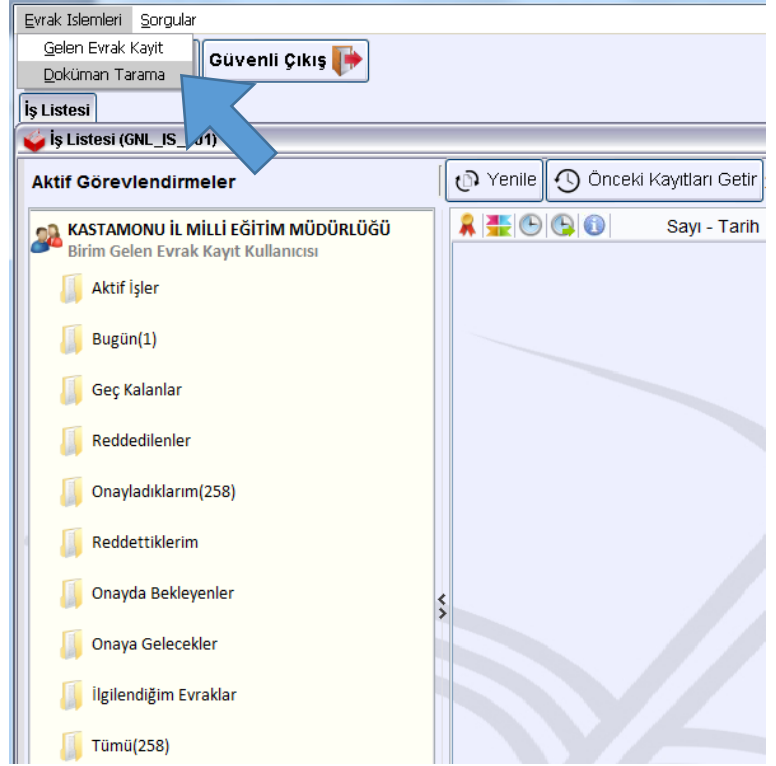 Evrak Islemleri Sorgular
Gelen Evrak Kayit
Doküman Tarama
Güvenli Çıkış
İş Listesi
İş Listesi (GNL_IS_ 01)
Aktif Görevlendirmeler
Yenile Önceki Kayıtları Getir
KASTAMONU İL MİLLİ EĞİTİM MÜDÜRLÜĞÜ
Birim Gelen Evrak Kayıt Kullanıcısı
Sayı - Tarih
Aktif İşler
Bugün(1)
Geç Kalanlar
Reddedilenler
Onayladıklarım(258)
Reddettiklerim
Onayda Bekleyenler
Onaya Gelecekler
İlgilendiğim Evraklar
Tümü(258)